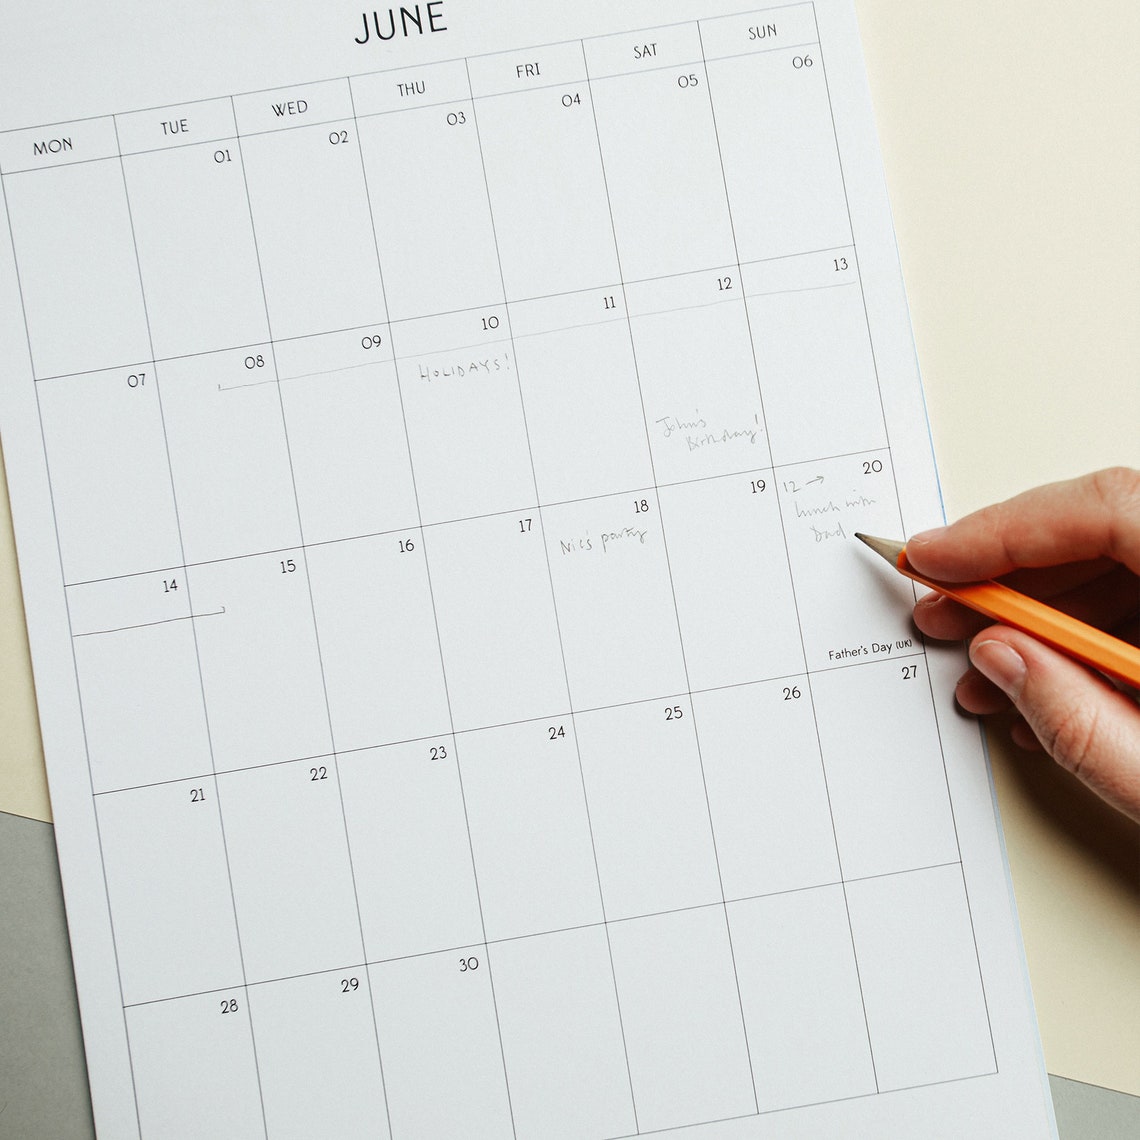 JUNE
MON TUE WED THU FRI SAT SUN
01 02 03 04 05 06
07 08 09 10 11 12 13
HOLIDAYS!
John's
Birthday!
14 15 16 17 18 19 20
Nic's party
12 →
lunch with
Dad
Father's Day (UK)
21 22 23 24 25 26 27
28 29 30